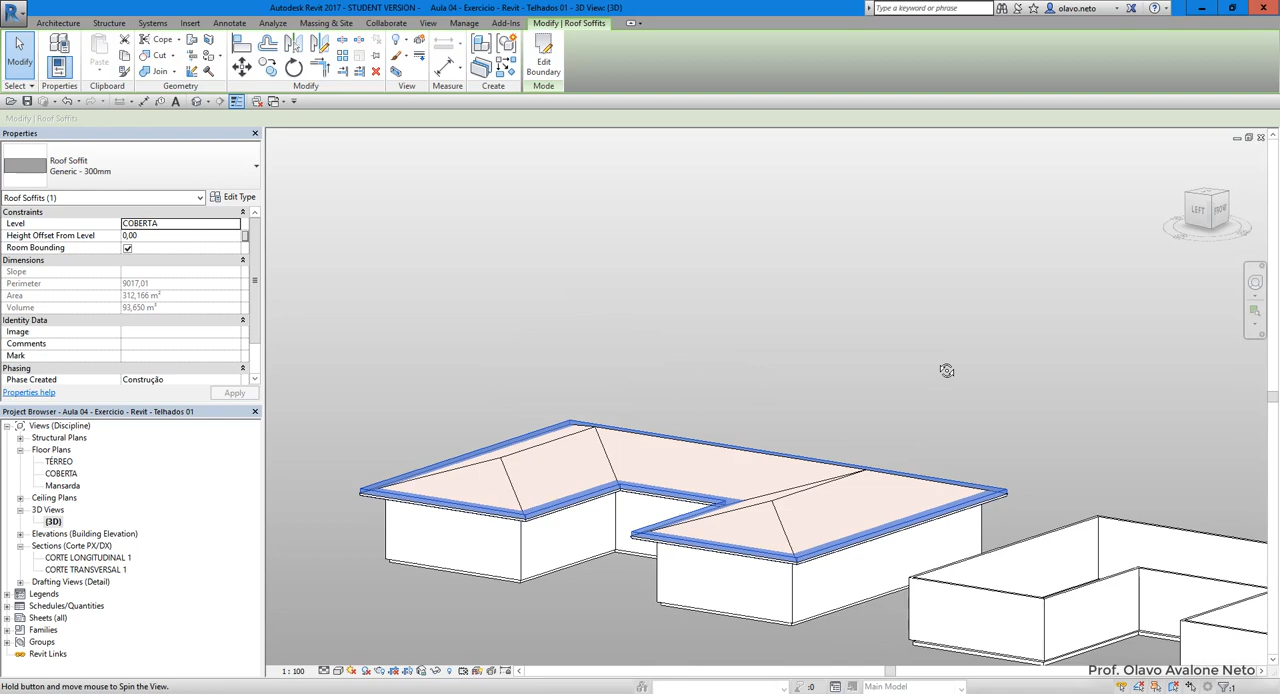 Autodesk Revit 2017 - STUDENT VERSION - Aula 04 - Exercicio - Revit - Telhados 01 - 3D View: {3D}
Type a keyword or phrase
olavo.neto
Architecture Structure Systems Insert Annotate Analyze Massing & Site Collaborate View Manage Add-Ins Modify | Roof Soffits
Modify
Paste
Cope
Cut
Join
Edit
Boundary
Select Properties Clipboard Geometry Modify View Measure Create Mode
Modify | Roof Soffits
Properties
Roof Soffit
Generic - 300mm
Roof Soffits (1)
Edit Type
Constraints
Level COBERTA
Height Offset From Level 0,00
Room Bounding
Dimensions
Slope
Perimeter 9017,01
Area 312,166 m²
Volume 93,650 m³
Identity Data
Image
Comments
Mark
Phasing
Phase Created Construção
Properties help
Apply
Project Browser - Aula 04 - Exercicio - Revit - Telhados 01
Views (Discipline)
Structural Plans
Floor Plans
TÉRREO
COBERTA
Mansarda
Ceiling Plans
3D Views
{3D}
Elevations (Building Elevation)
Sections (Corte PX/DX)
CORTE LONGITUDINAL 1
CORTE TRANSVERSAL 1
Drafting Views (Detail)
Legends
Schedules/Quantities
Sheets (all)
Families
Groups
Revit Links
LEFT FRONT
1 : 100
Prof. Olavo Avalone Neto
Hold button and move mouse to Spin the View.
:0
Main Model
:1